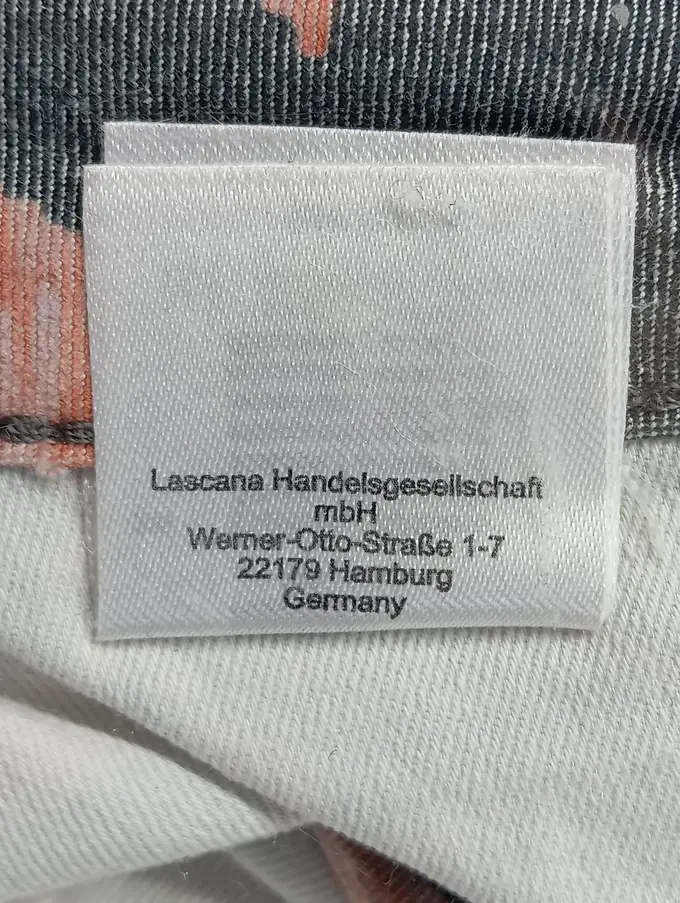 Lascana Handelsgesellschaft
mbH
Werner-Otto-Straße 1-7
22179 Hamburg
Germany